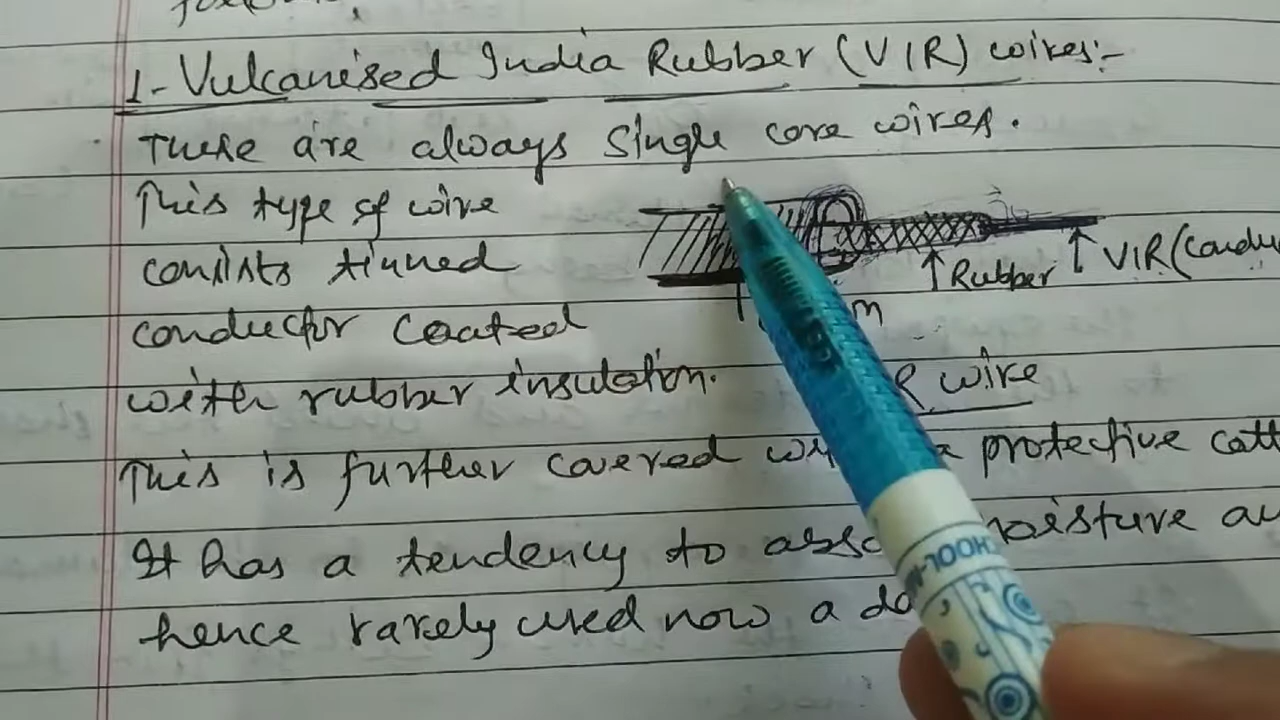 1- Vulcanised India Rubber (VIR) wires:-
These are always single core wires.
This type of wire
consists tinned
Rubber
VIR (Condu
conductor coated
wire
with rubber insulation.
This is further covered protective cott
It has a tendency to moisture
hence rarely used now a